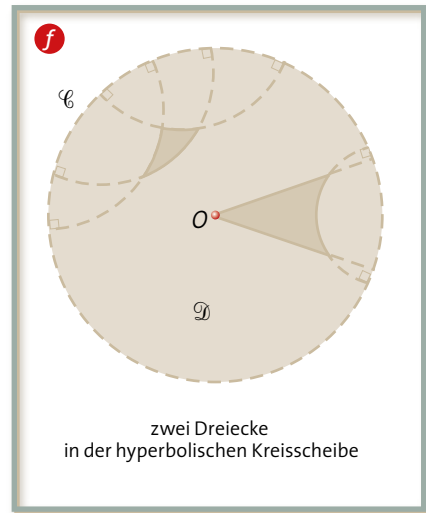 f
𝒞
O
𝒟
zwei Dreiecke
in der hyperbolischen Kreisscheibe